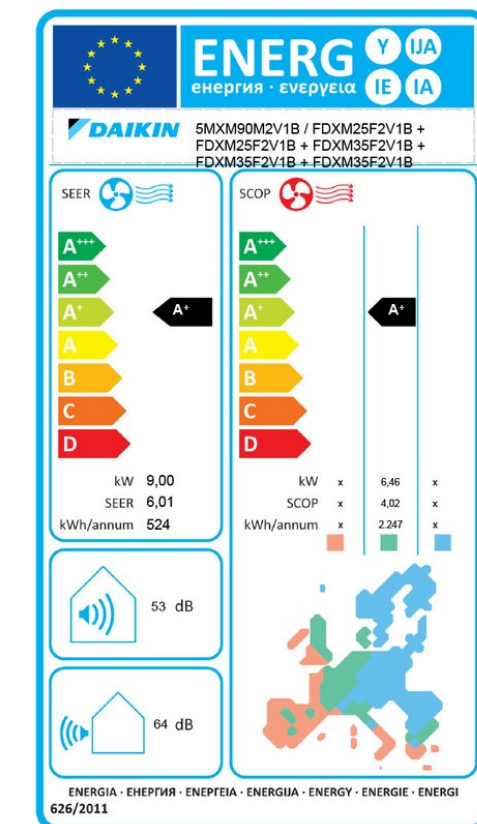 ENERG
енергия · ενεργεια
Y IJA
IE IA
DAIKIN
5MXM90M2V1B / FDXM25F2V1B +
FDXM25F2V1B + FDXM35F2V1B +
FDXM35F2V1B + FDXM35F2V1B
SEER
A+++
A++
A+
A
B
C
D
A+
kW 9,00
SEER 6,01
kWh/annum 524
SCOP
A+++
A++
A+
A
B
C
D
A+
kW x 6,46 x
SCOP x 4,02 x
kWh/annum x 2.247 x
53 dB
64 dB
ENERGIA · ЕНЕРГИЯ · ΕΝΕΡΓΕΙΑ · ENERGIJA · ENERGY · ENERGIE · ENERGI
626/2011